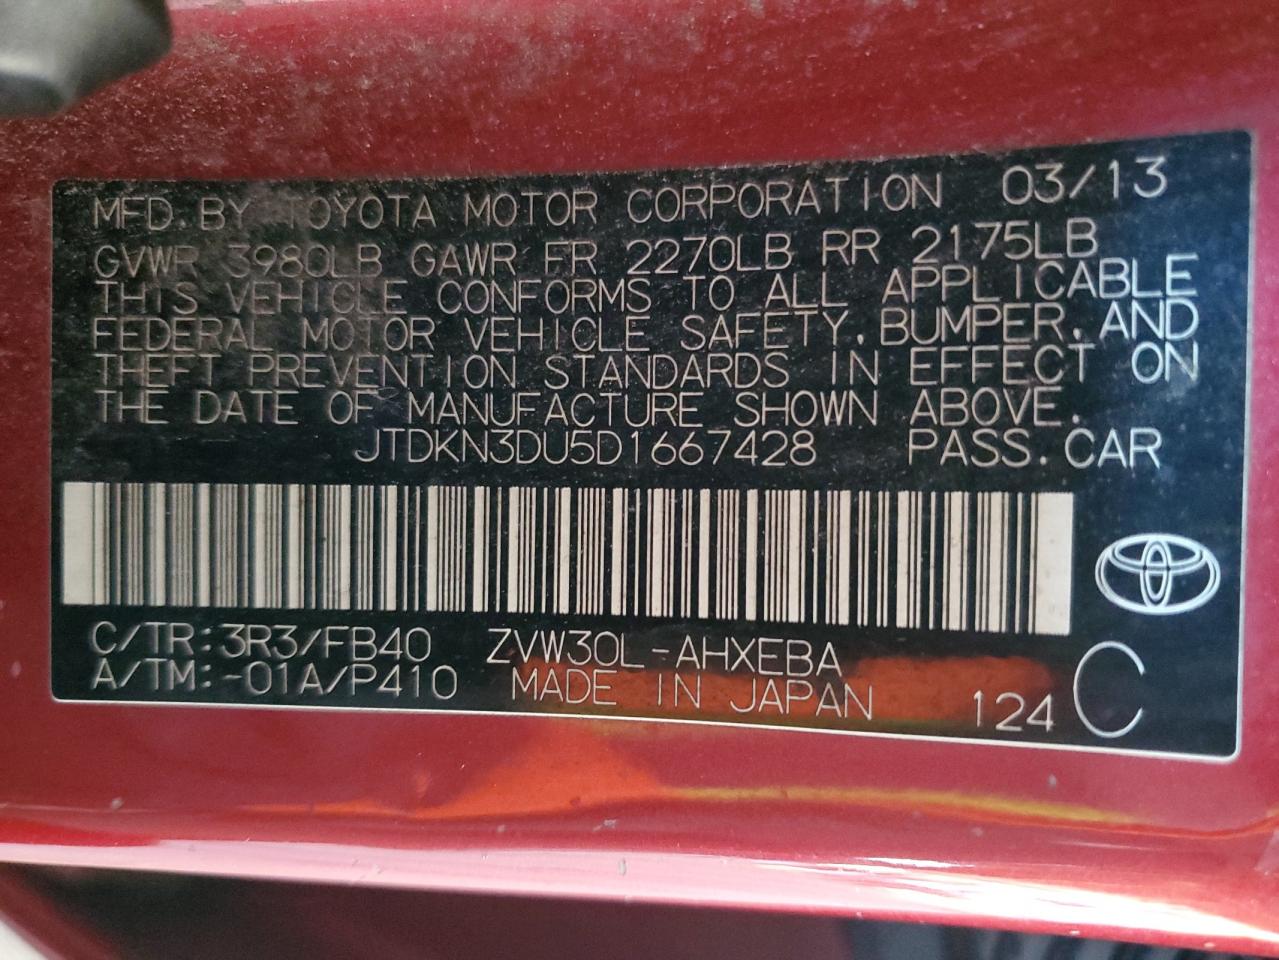 MFD. BY TOYOTA MOTOR CORPORATION 03/13
GVWR 3980LB GAWR FR 2270LB RR 2175LB
THIS VEHICLE CONFORMS TO ALL APPLICABLE
FEDERAL MOTOR VEHICLE SAFETY, BUMPER, AND
THEFT PREVENTION STANDARDS IN EFFECT ON
THE DATE OF MANUFACTURE SHOWN ABOVE.
JTDKN3DU5D1667428 PASS. CAR
C/TR:3R3/FB40 ZVW30L-AHXEBA
A/TM:-01A/P410 MADE IN JAPAN 124 C